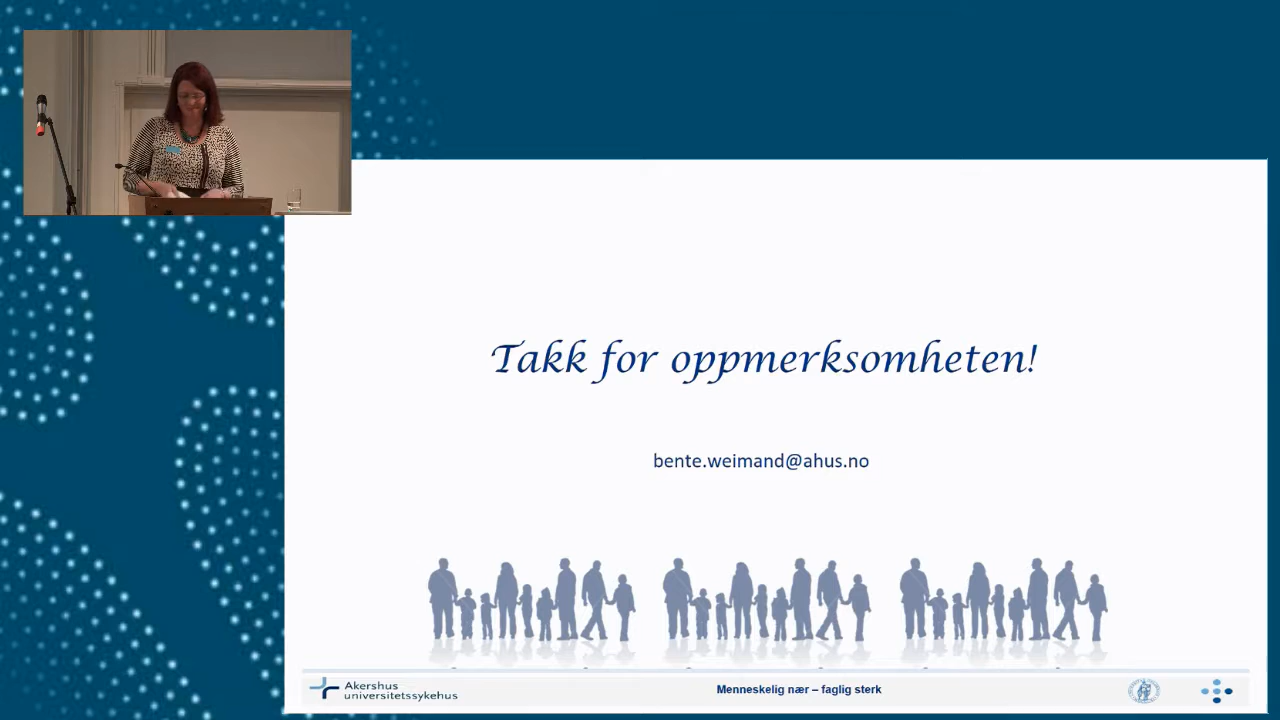 Takk for oppmerksomheten!
bente.weimand@ahus.no
Akershus
universitetssykehus
Menneskelig nær – faglig sterk